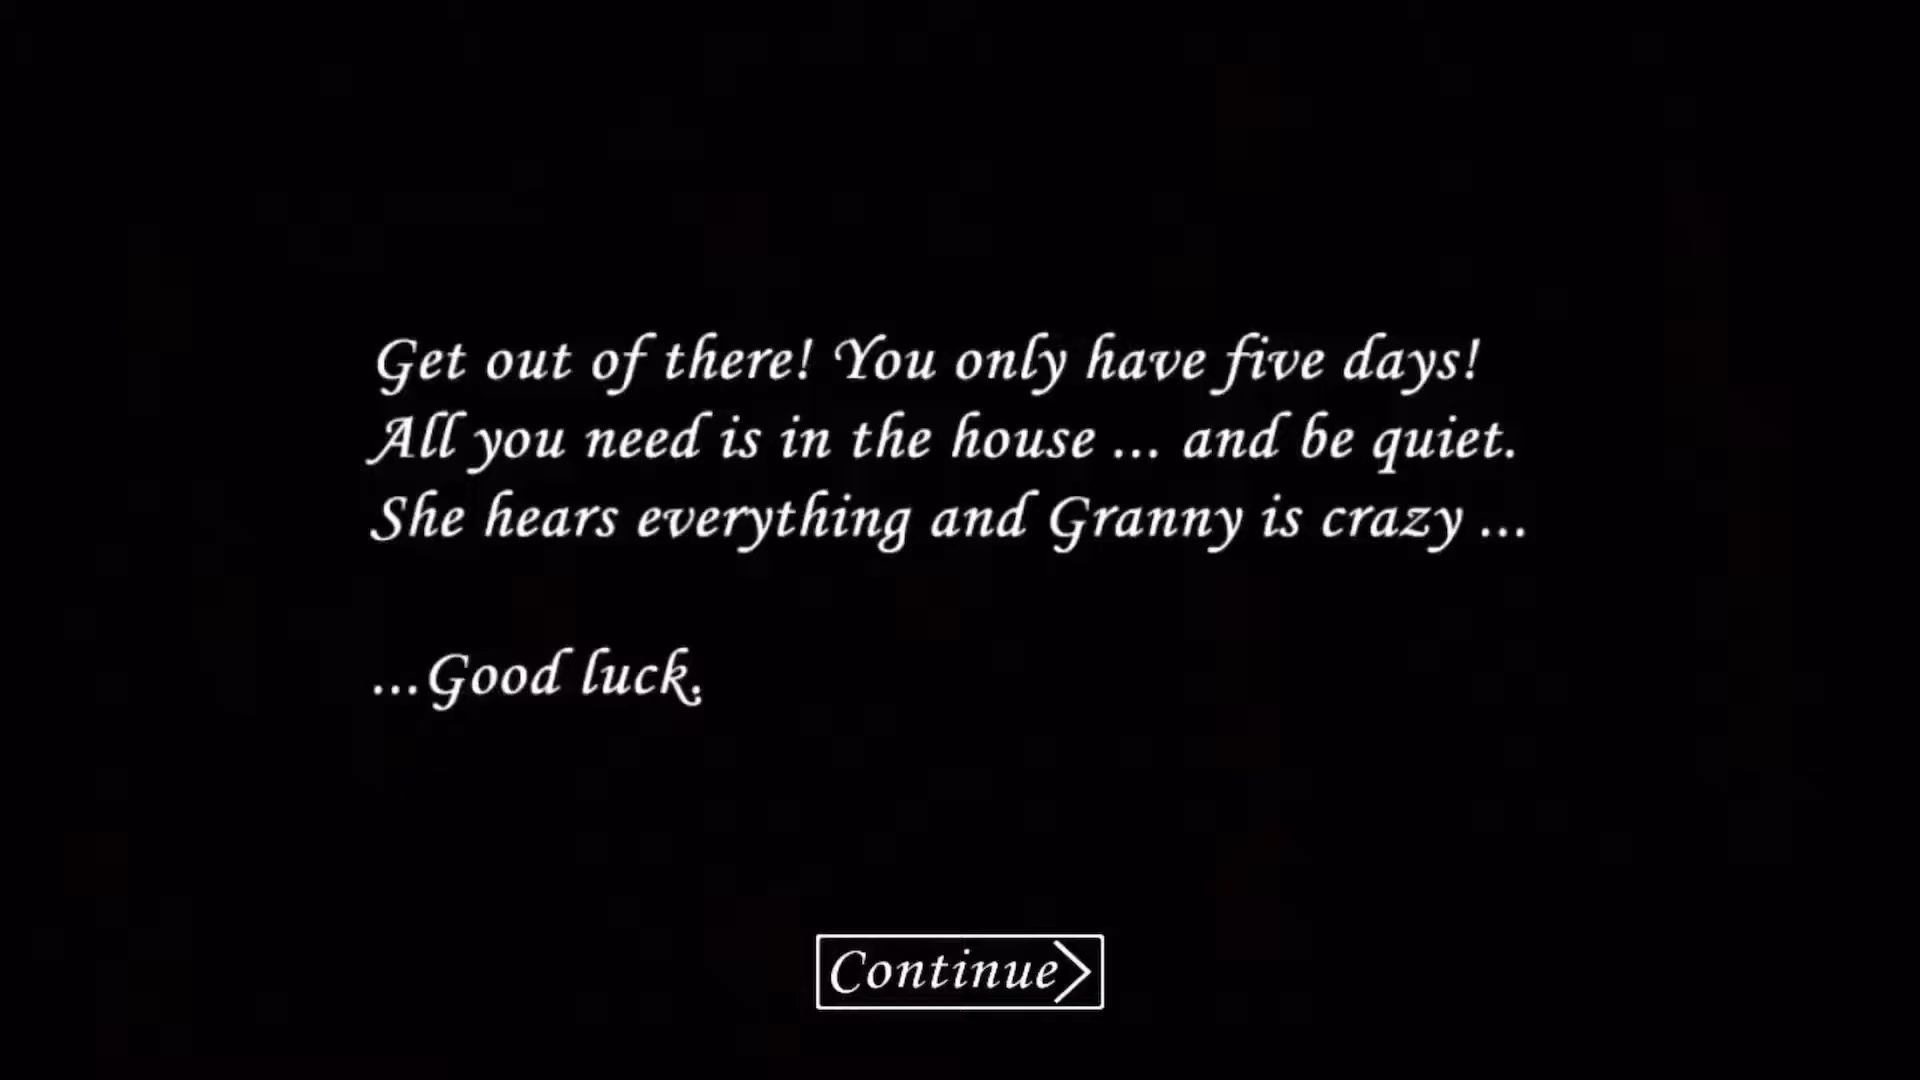 Get out of there! You only have five days!
All you need is in the house ... and be quiet.
She hears everything and Granny is crazy ...
...Good luck.
Continue